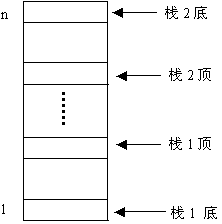 n
栈 2 底
栈 2 顶
栈 1 顶
1
栈 1 底